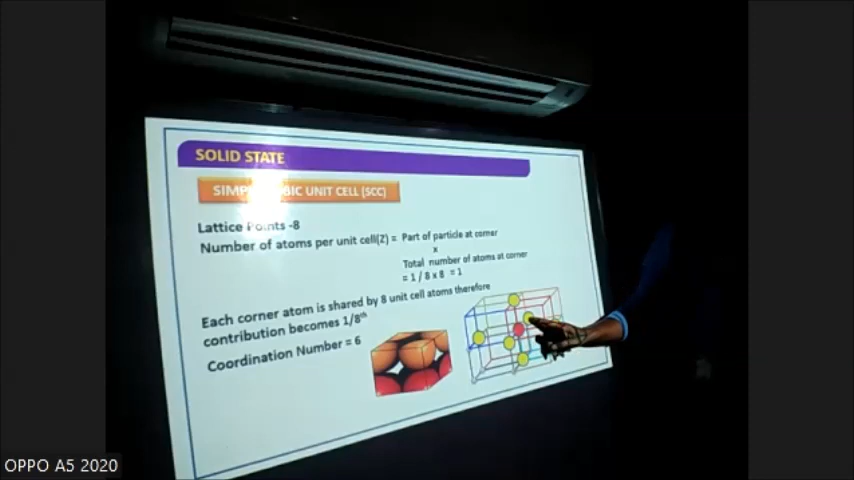 SOLID STATE
SIMPLE CUBIC UNIT CELL (SCC)
Lattice Points -8
Number of atoms per unit cell(Z) = Part of particle at corner
x
Total number of atoms at corner
= 1 / 8 x 8 = 1
Each corner atom is shared by 8 unit cell atoms therefore
contribution becomes 1/8th
Coordination Number = 6
OPPO A5 2020